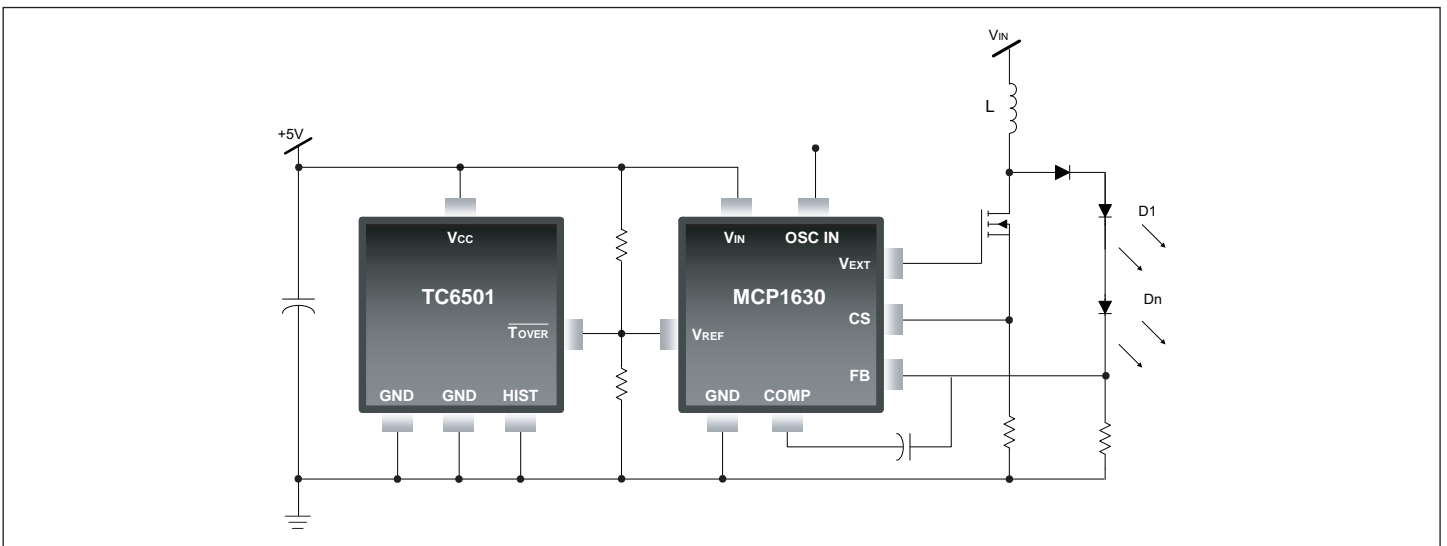 VIN
L
+5V
D1
VCC
VIN OSC IN
VEXT
TC6501
MCP1630
Dn
CS
TOVER
VREF
FB
GND GND HIST
GND COMP